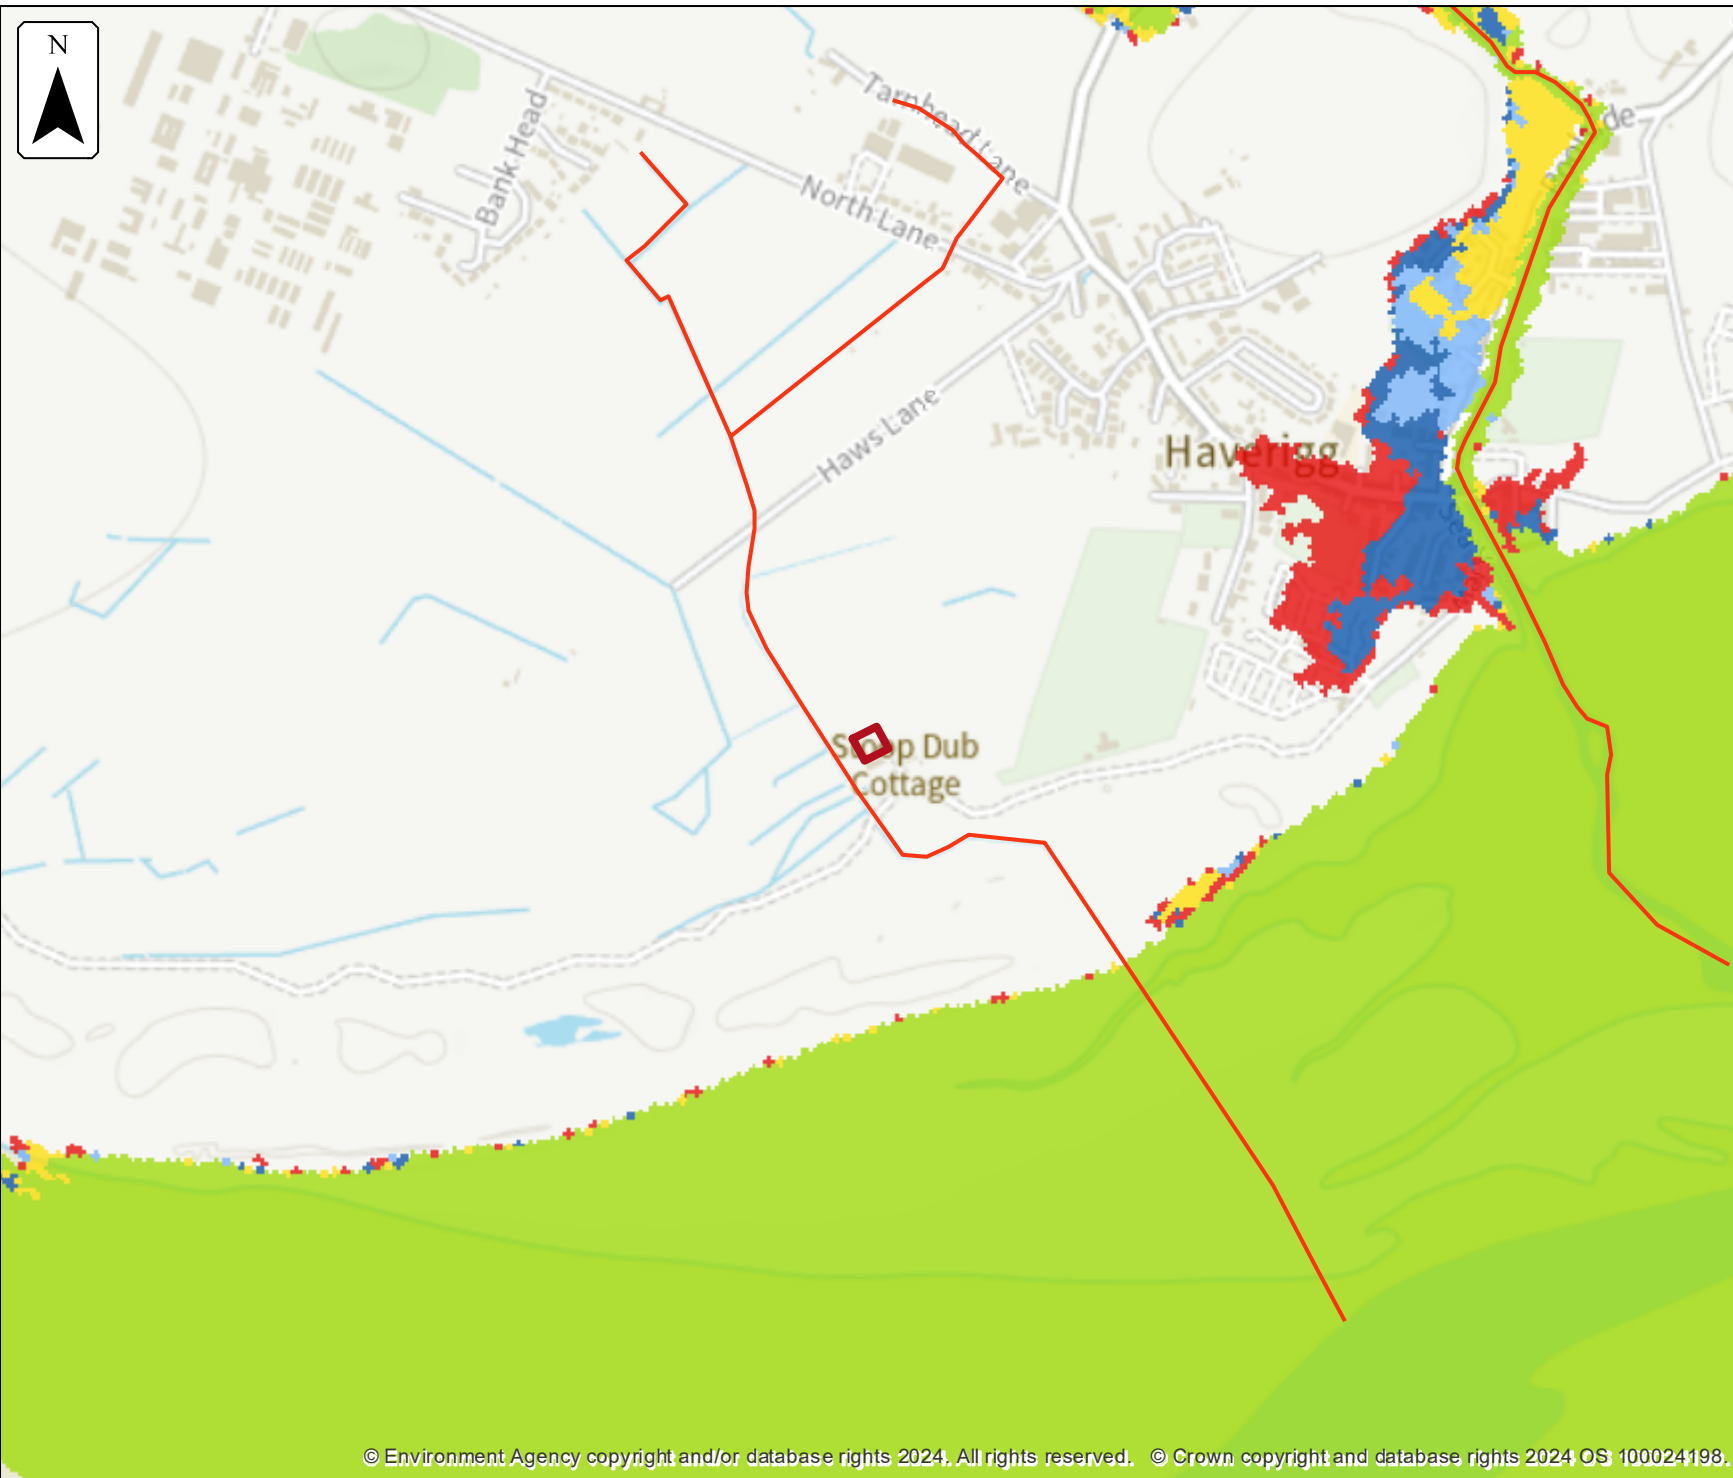 N
Tarnhead Lane
Bank Head
North Lane
Haws Lane
Haverigg
Stoop Dub
Cottage
© Environment Agency copyright and/or database rights 2024. All rights reserved. © Crown copyright and database rights 2024 OS 100024198.